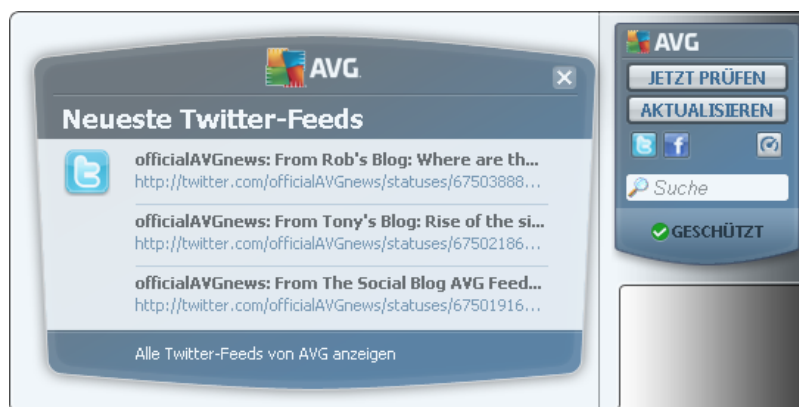 AVG
Neueste Twitter-Feeds
officialAVGnews: From Rob's Blog: Where are th...
http://twitter.com/officialAVGnews/statuses/67503888...
officialAVGnews: From Tony's Blog: Rise of the si...
http://twitter.com/officialAVGnews/statuses/67502186...
officialAVGnews: From The Social Blog AVG Feed...
http://twitter.com/officialAVGnews/statuses/67501916...
Alle Twitter-Feeds von AVG anzeigen
AVG
JETZT PRÜFEN
AKTUALISIEREN
Suche
GESCHÜTZT